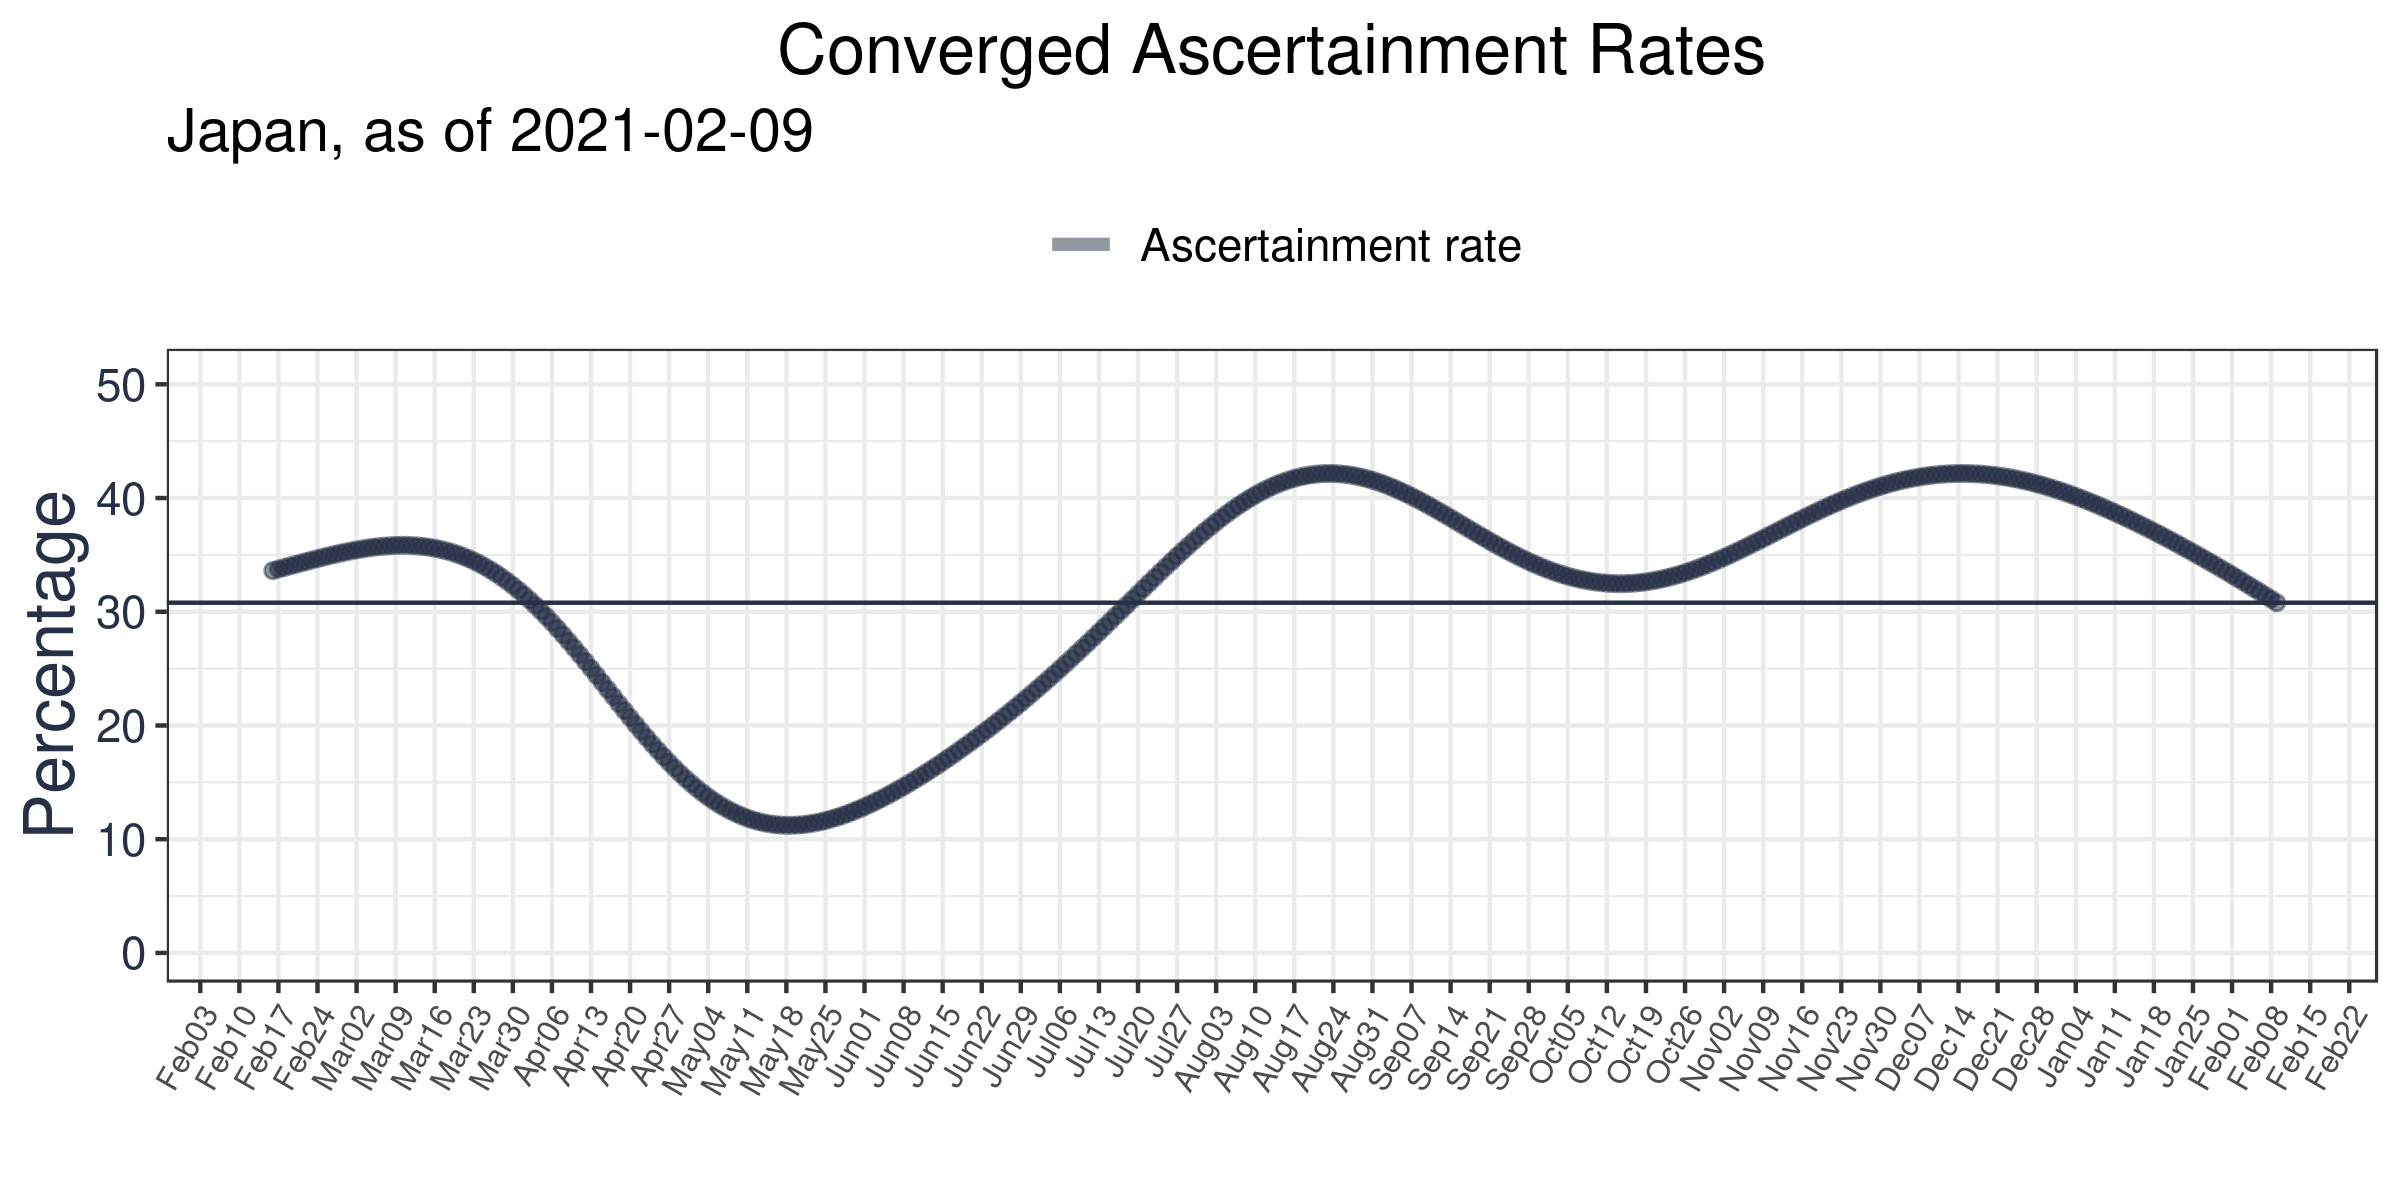 Converged Ascertainment Rates
Japan, as of 2021-02-09
Ascertainment rate
Percentage
50
40
30
20
10
0
Feb03
Feb10
Feb17
Feb24
Mar02
Mar09
Mar16
Mar23
Mar30
Apr06
Apr13
Apr20
Apr27
May04
May11
May18
May25
Jun01
Jun08
Jun15
Jun22
Jun29
Jul06
Jul13
Jul20
Jul27
Aug03
Aug10
Aug17
Aug24
Aug31
Sep07
Sep14
Sep21
Sep28
Oct05
Oct12
Oct19
Oct26
Nov02
Nov09
Nov16
Nov23
Nov30
Dec07
Dec14
Dec21
Dec28
Jan04
Jan11
Jan18
Jan25
Feb01
Feb08
Feb15
Feb22